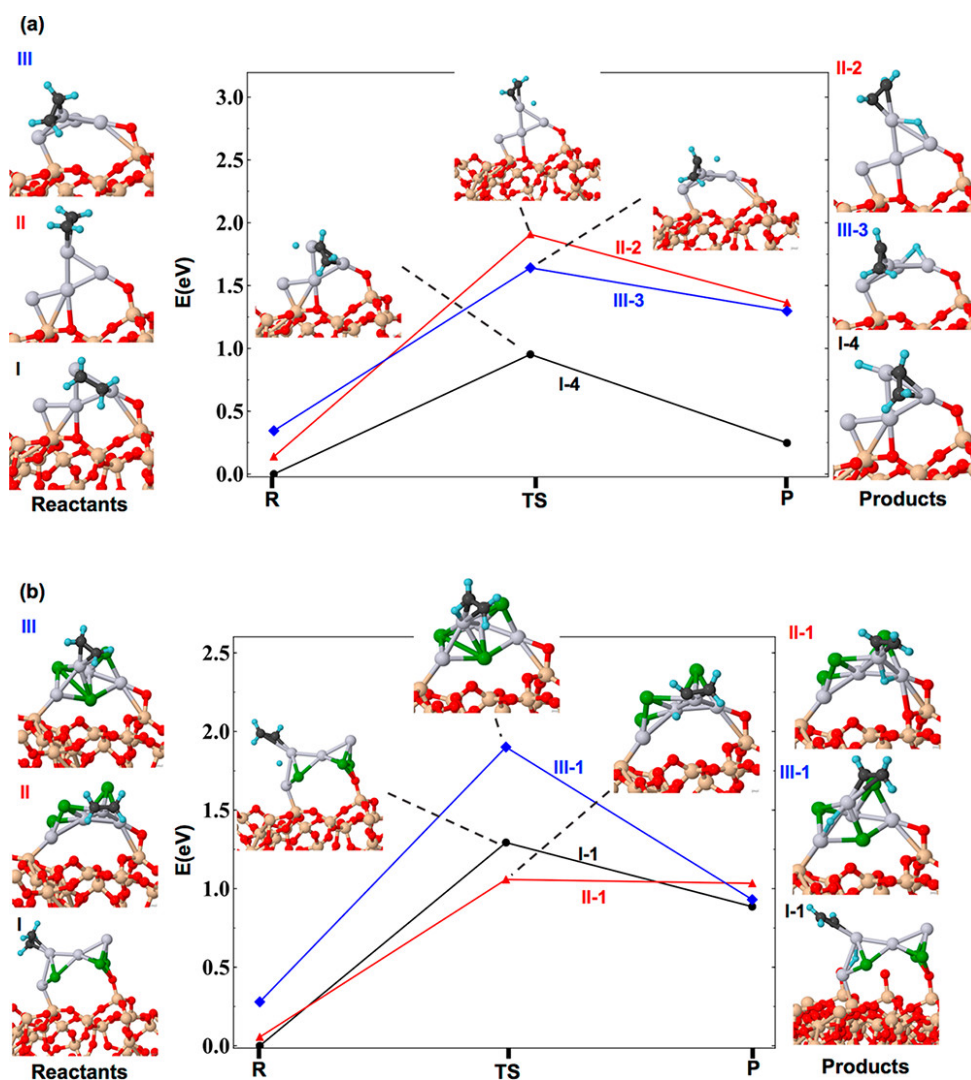 (a)
III
II
I
Reactants
E(eV)
3.0
2.5
2.0
1.5
1.0
0.5
0.0
II-2
III-3
I-4
R
TS
P
II-2
III-3
I-4
Products
(b)
III
II
I
Reactants
E(eV)
2.5
2.0
1.5
1.0
0.5
0.0
III-1
I-1
II-1
R
TS
P
II-1
III-1
I-1
Products